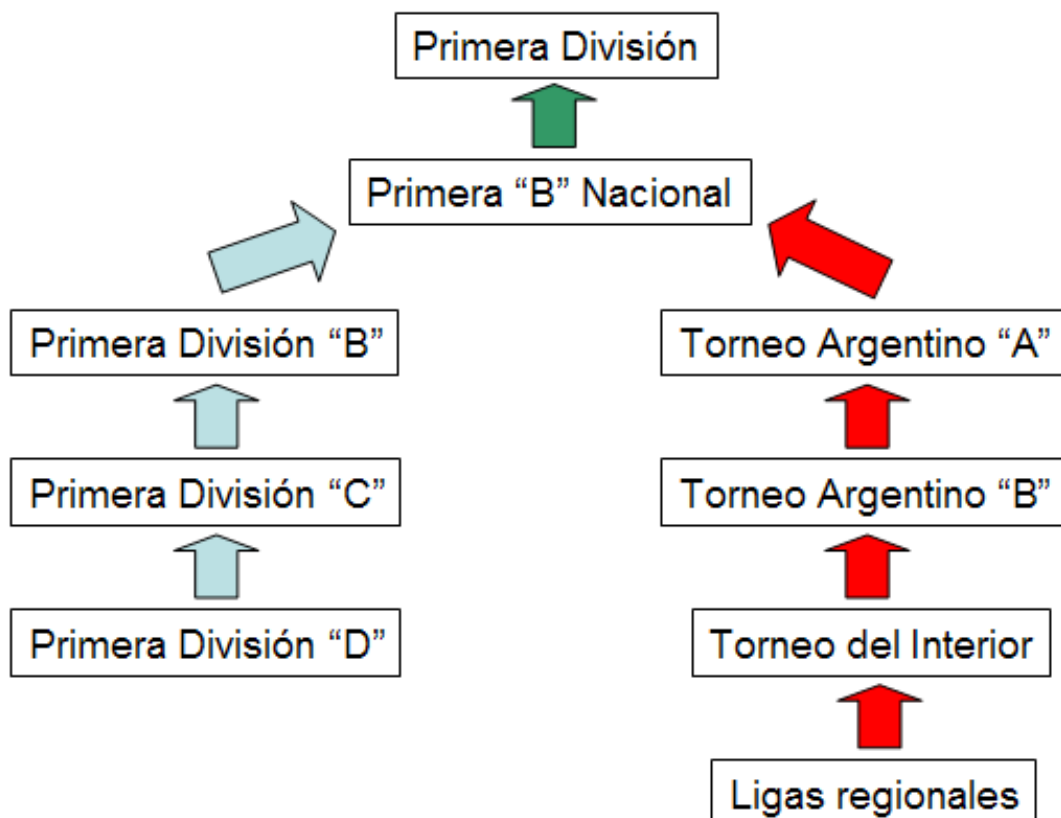 Primera División
Primera “B” Nacional
Primera División “B”
Torneo Argentino “A”
Primera División “C”
Torneo Argentino “B”
Primera División “D”
Torneo del Interior
Ligas regionales